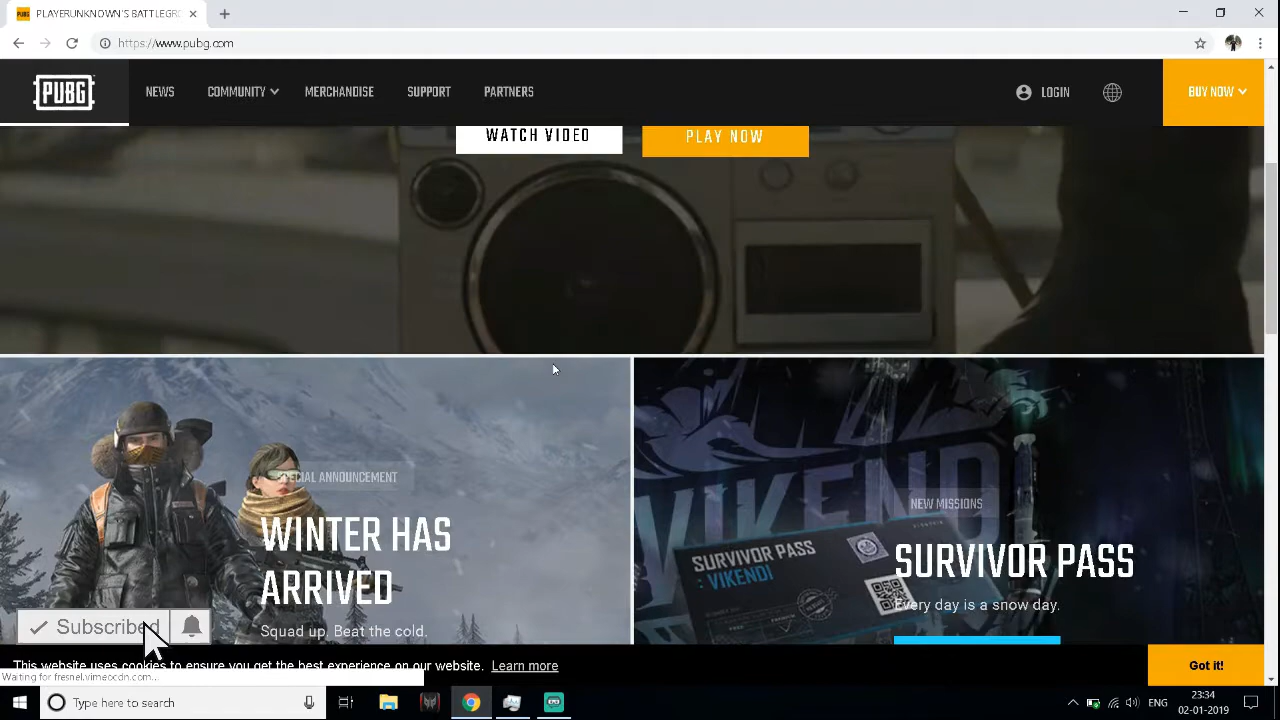 PLAYERUNKNOWN'S BATTLEGRO
https://www.pubg.com
PUBG
NEWS
COMMUNITY
MERCHANDISE
SUPPORT
PARTNERS
LOGIN
BUY NOW
WATCH VIDEO
PLAY NOW
SPECIAL ANNOUNCEMENT
WINTER HAS
ARRIVED
Squad up. Beat the cold.
VIKEND
SURVIVOR PASS
: VIKENDI
NEW MISSIONS
SURVIVOR PASS
Every day is a snow day.
Subscribed
This website uses cookies to ensure you get the best experience on our website. Learn more
Got it!
Waiting for fresnel.vimeocdn.com...
Type here to search
ENG
23:34
02-01-2019